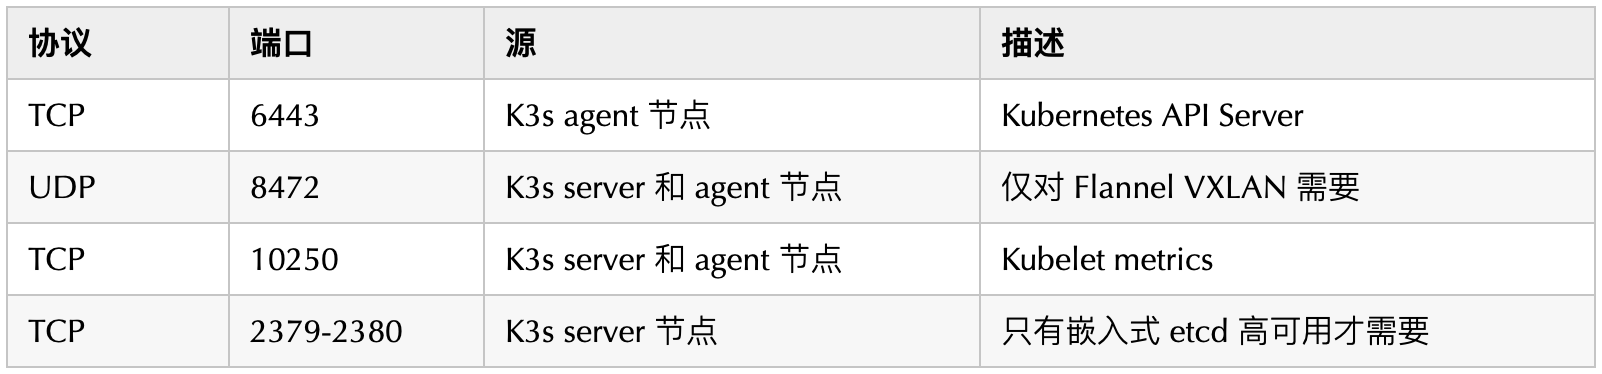 协议 端口 源 描述
TCP 6443 K3s agent 节点 Kubernetes API Server
UDP 8472 K3s server 和 agent 节点 仅对 Flannel VXLAN 需要
TCP 10250 K3s server 和 agent 节点 Kubelet metrics
TCP 2379-2380 K3s server 节点 只有嵌入式 etcd 高可用才需要